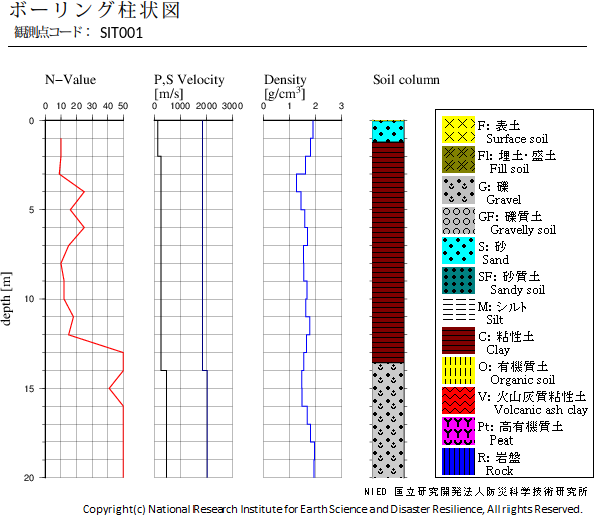 ボーリング柱状図
観測点コード： SIT001
N−Value
P,S Velocity
[m/s]
Density
[g/cm³]
Soil column
0 10 20 30 40 50
0 1000 2000 3000
0 1 2 3
0
5
10
15
20
depth [m]
F: 表土
Surface soil
Fl: 埋土・盛土
Fill soil
G: 礫
Gravel
GF: 礫質土
Gravelly soil
S: 砂
Sand
SF: 砂質土
Sandy soil
M: シルト
Silt
C: 粘性土
Clay
O: 有機質土
Organic soil
V: 火山灰質粘性土
Volcanic ash clay
Pt: 高有機質土
Peat
R: 岩盤
Rock
NIED 国立研究開発法人防災科学技術研究所
Copyright(c) National Research Institute for Earth Science and Disaster Resilience, All rights Reserved.